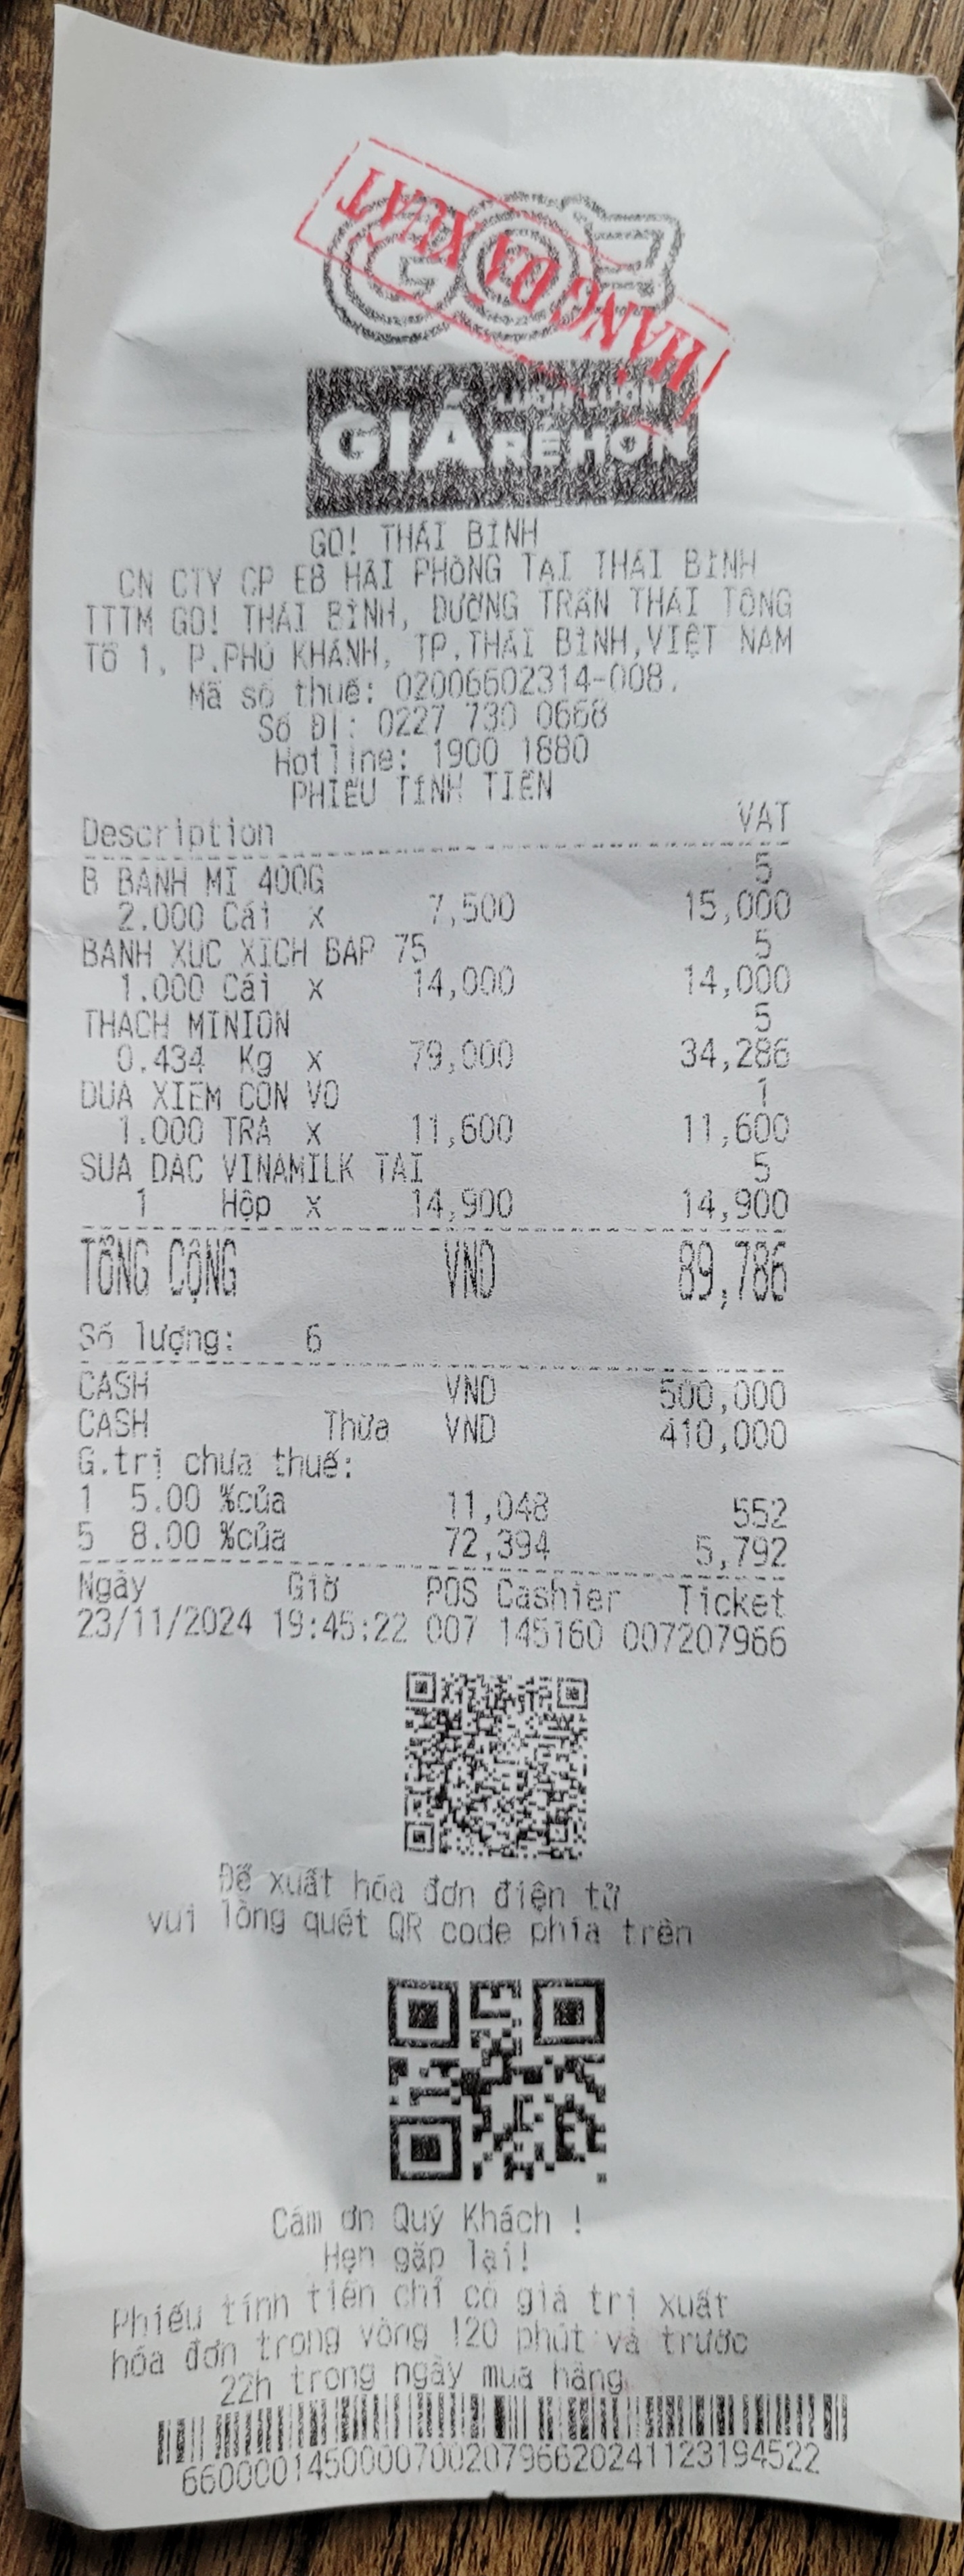 HÀNG ĐÃ XUẤT
GO!
GIÁ LUÔN LUÔN
RẺ HƠN
GO! THÁI BÌNH
CN CTY CP EB HẢI PHÒNG TẠI THÁI BÌNH
TTTM GO! THÁI BÌNH, ĐƯỜNG TRẦN THÁI TÔNG
TỔ 1, P.PHÚ KHÁNH, TP.THÁI BÌNH,VIỆT NAM
Mã số thuế: 02006602314-008.
Số ĐT: 0227 730 0668
Hotline: 1900 1880
PHIẾU TÍNH TIỀN
Description VAT
B BANH MI 400G 5
2.000 Cái x 7,500 15,000
BANH XUC XICH BAP 75 5
1.000 Cái x 14,000 14,000
THACH MINION 5
0.434 Kg x 79,000 34,286
DUA XIEM CON VO 1
1.000 TRA x 11,600 11,600
SUA DAC VINAMILK TAI 5
1 Hộp x 14,900 14,900
TỔNG CỘNG VND 89,786
Số lượng: 6
CASH VND 500,000
CASH Thừa VND 410,000
G.trị chưa thuế:
1 5.00 %của 11,048 552
5 8.00 %của 72,394 5,792
Ngày Giờ POS Cashier Ticket
23/11/2024 19:45:22 007 145160 007207966
Để xuất hóa đơn điện tử
vui lòng quét QR code phía trên
Cám ơn Quý Khách !
Hẹn gặp lại!
Phiếu tính tiền chỉ có giá trị xuất
hóa đơn trong vòng 120 phút và trước
22h trong ngày mua hàng
660000145000070020796620241123194522